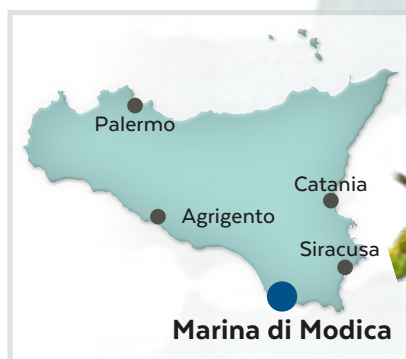 Palermo
Catania
Agrigento
Siracusa
Marina di Modica